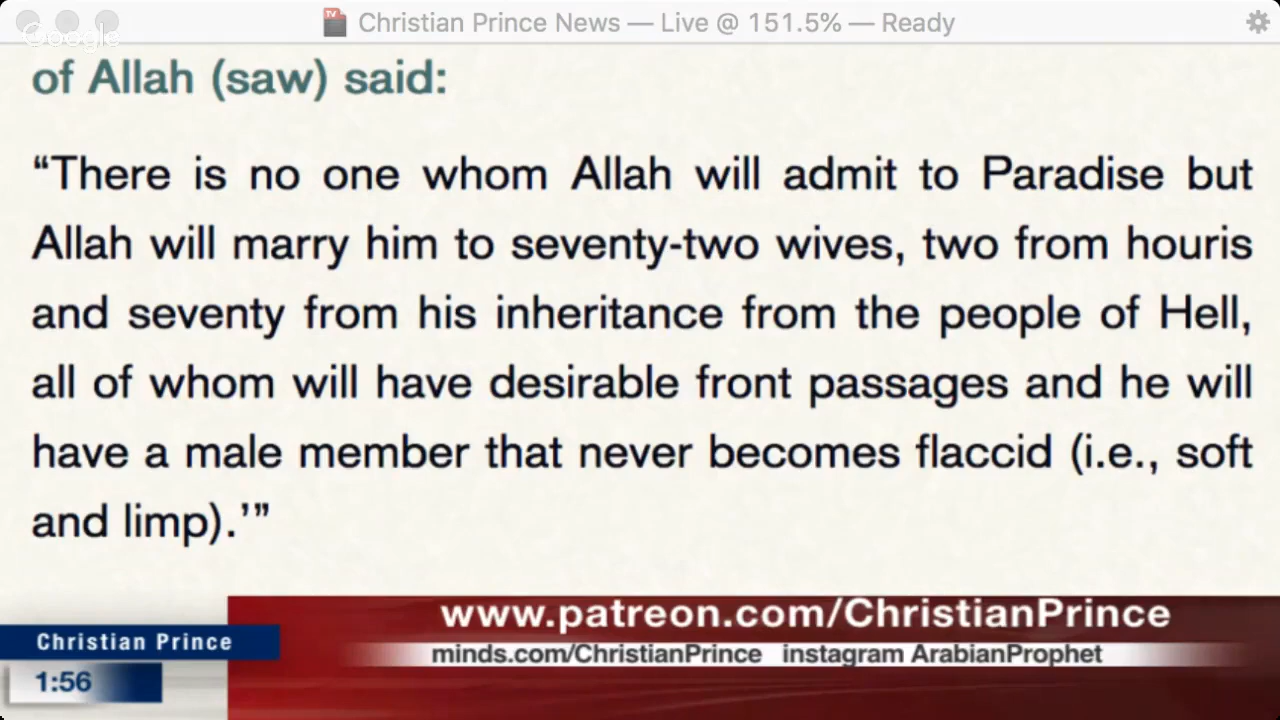 Christian Prince News — Live @ 151.5% — Ready
Google
of Allah (saw) said:
“There is no one whom Allah will admit to Paradise but
Allah will marry him to seventy-two wives, two from houris
and seventy from his inheritance from the people of Hell,
all of whom will have desirable front passages and he will
have a male member that never becomes flaccid (i.e., soft
and limp).’”
www.patreon.com/ChristianPrince
Christian Prince
minds.com/ChristianPrince instagram ArabianProphet
1:56